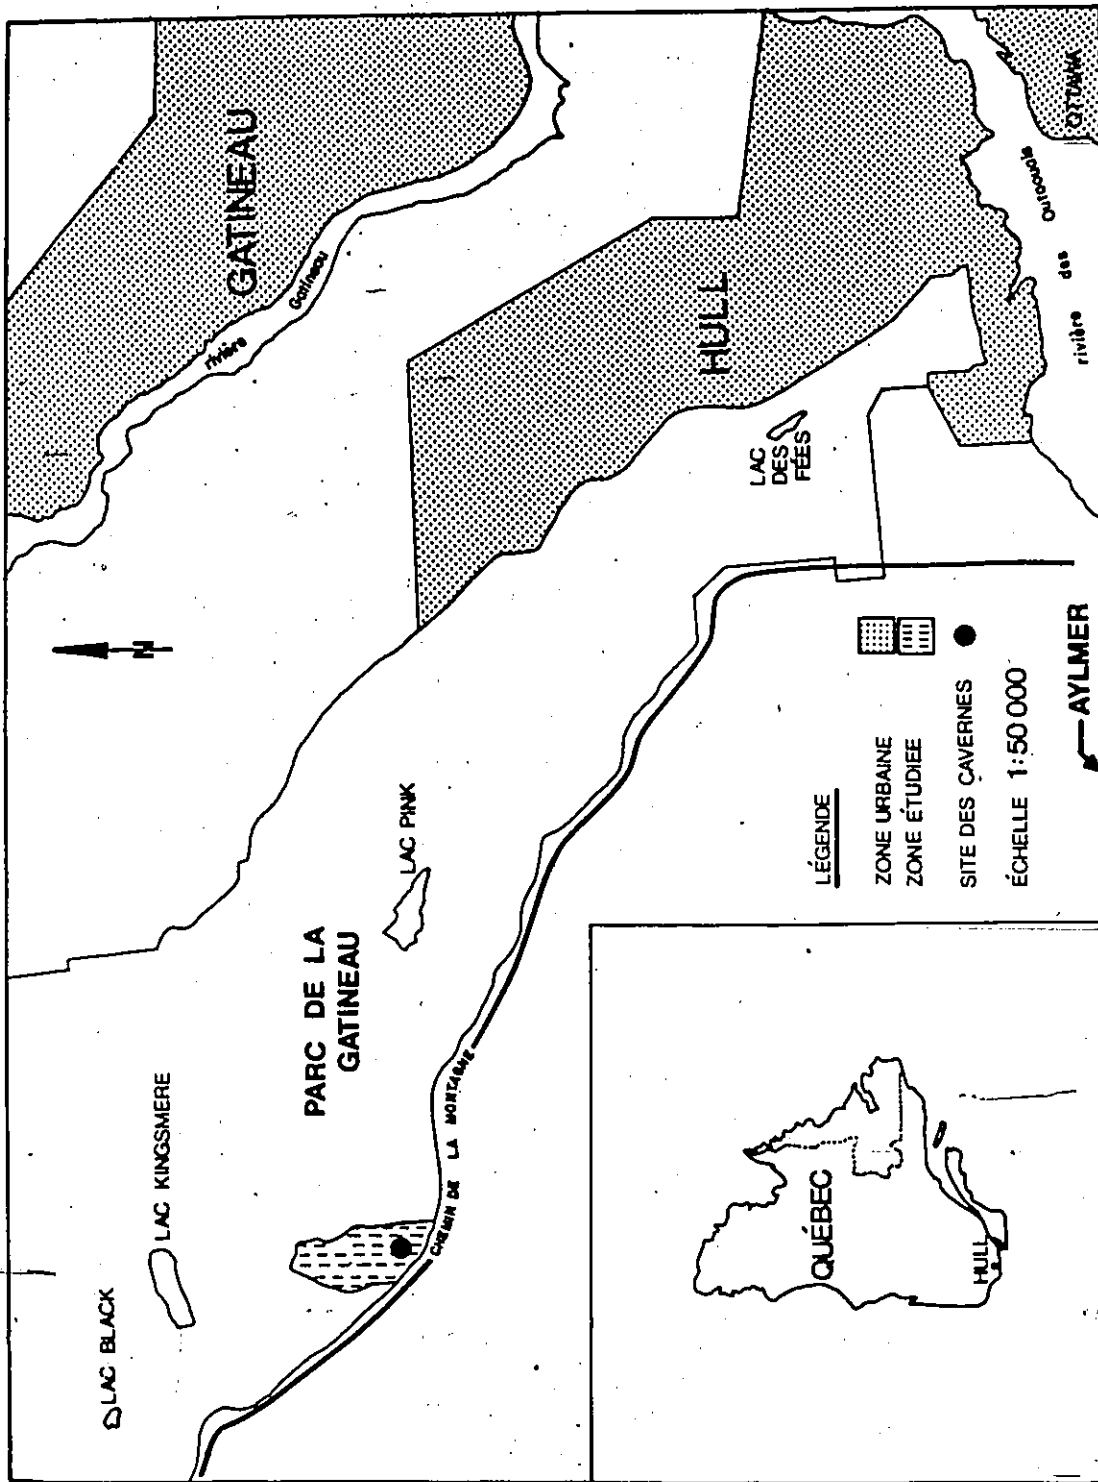 LAC BLACK
LAC KINGSMERE
PARC DE LA
GATINEAU
LAC PINK
CHEMIN DE LA MONTAGNE
N
GATINEAU
rivière Gatineau
HULL
LAC
DES
FÉES
OTTAWA
rivière des Outaouais
QUÉBEC
HULL
LÉGENDE
ZONE URBAINE
ZONE ÉTUDIEE
SITE DES CAVERNES
ÉCHELLE 1:50 000
AYLMER